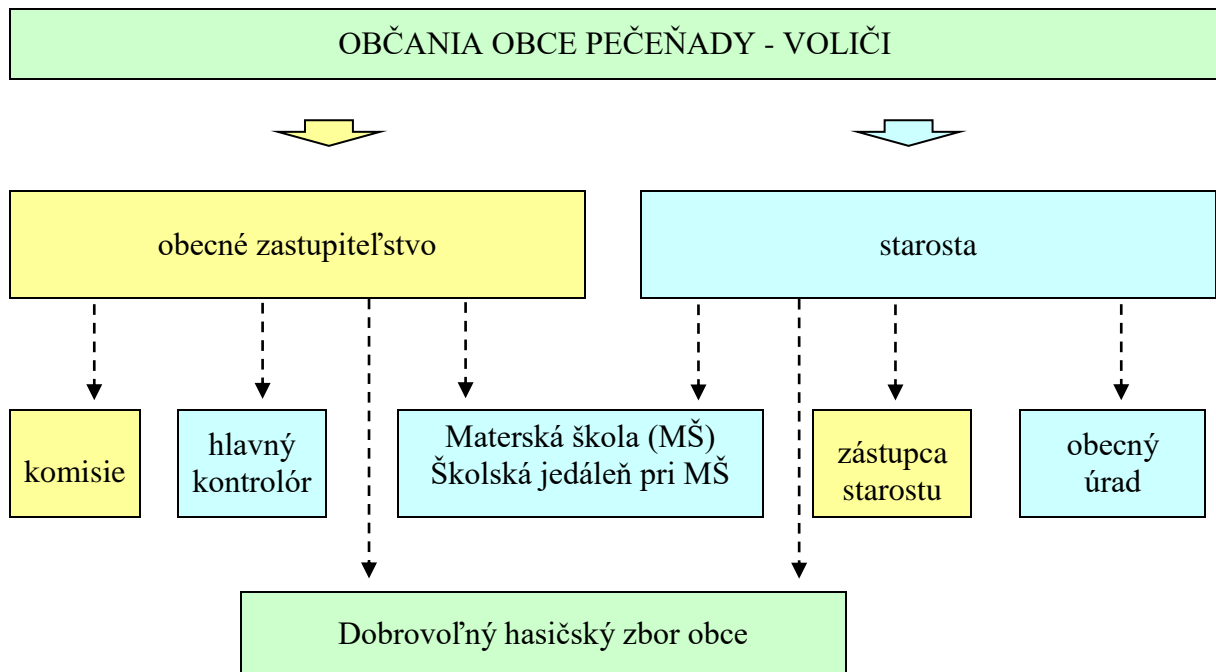 OBČANIA OBCE PEČEŇADY - VOLIČI
obecné zastupiteľstvo
starosta
komisie
hlavný
kontrolór
Materská škola (MŠ)
Školská jedáleň pri MŠ
zástupca
starostu
obecný
úrad
Dobrovoľný hasičský zbor obce